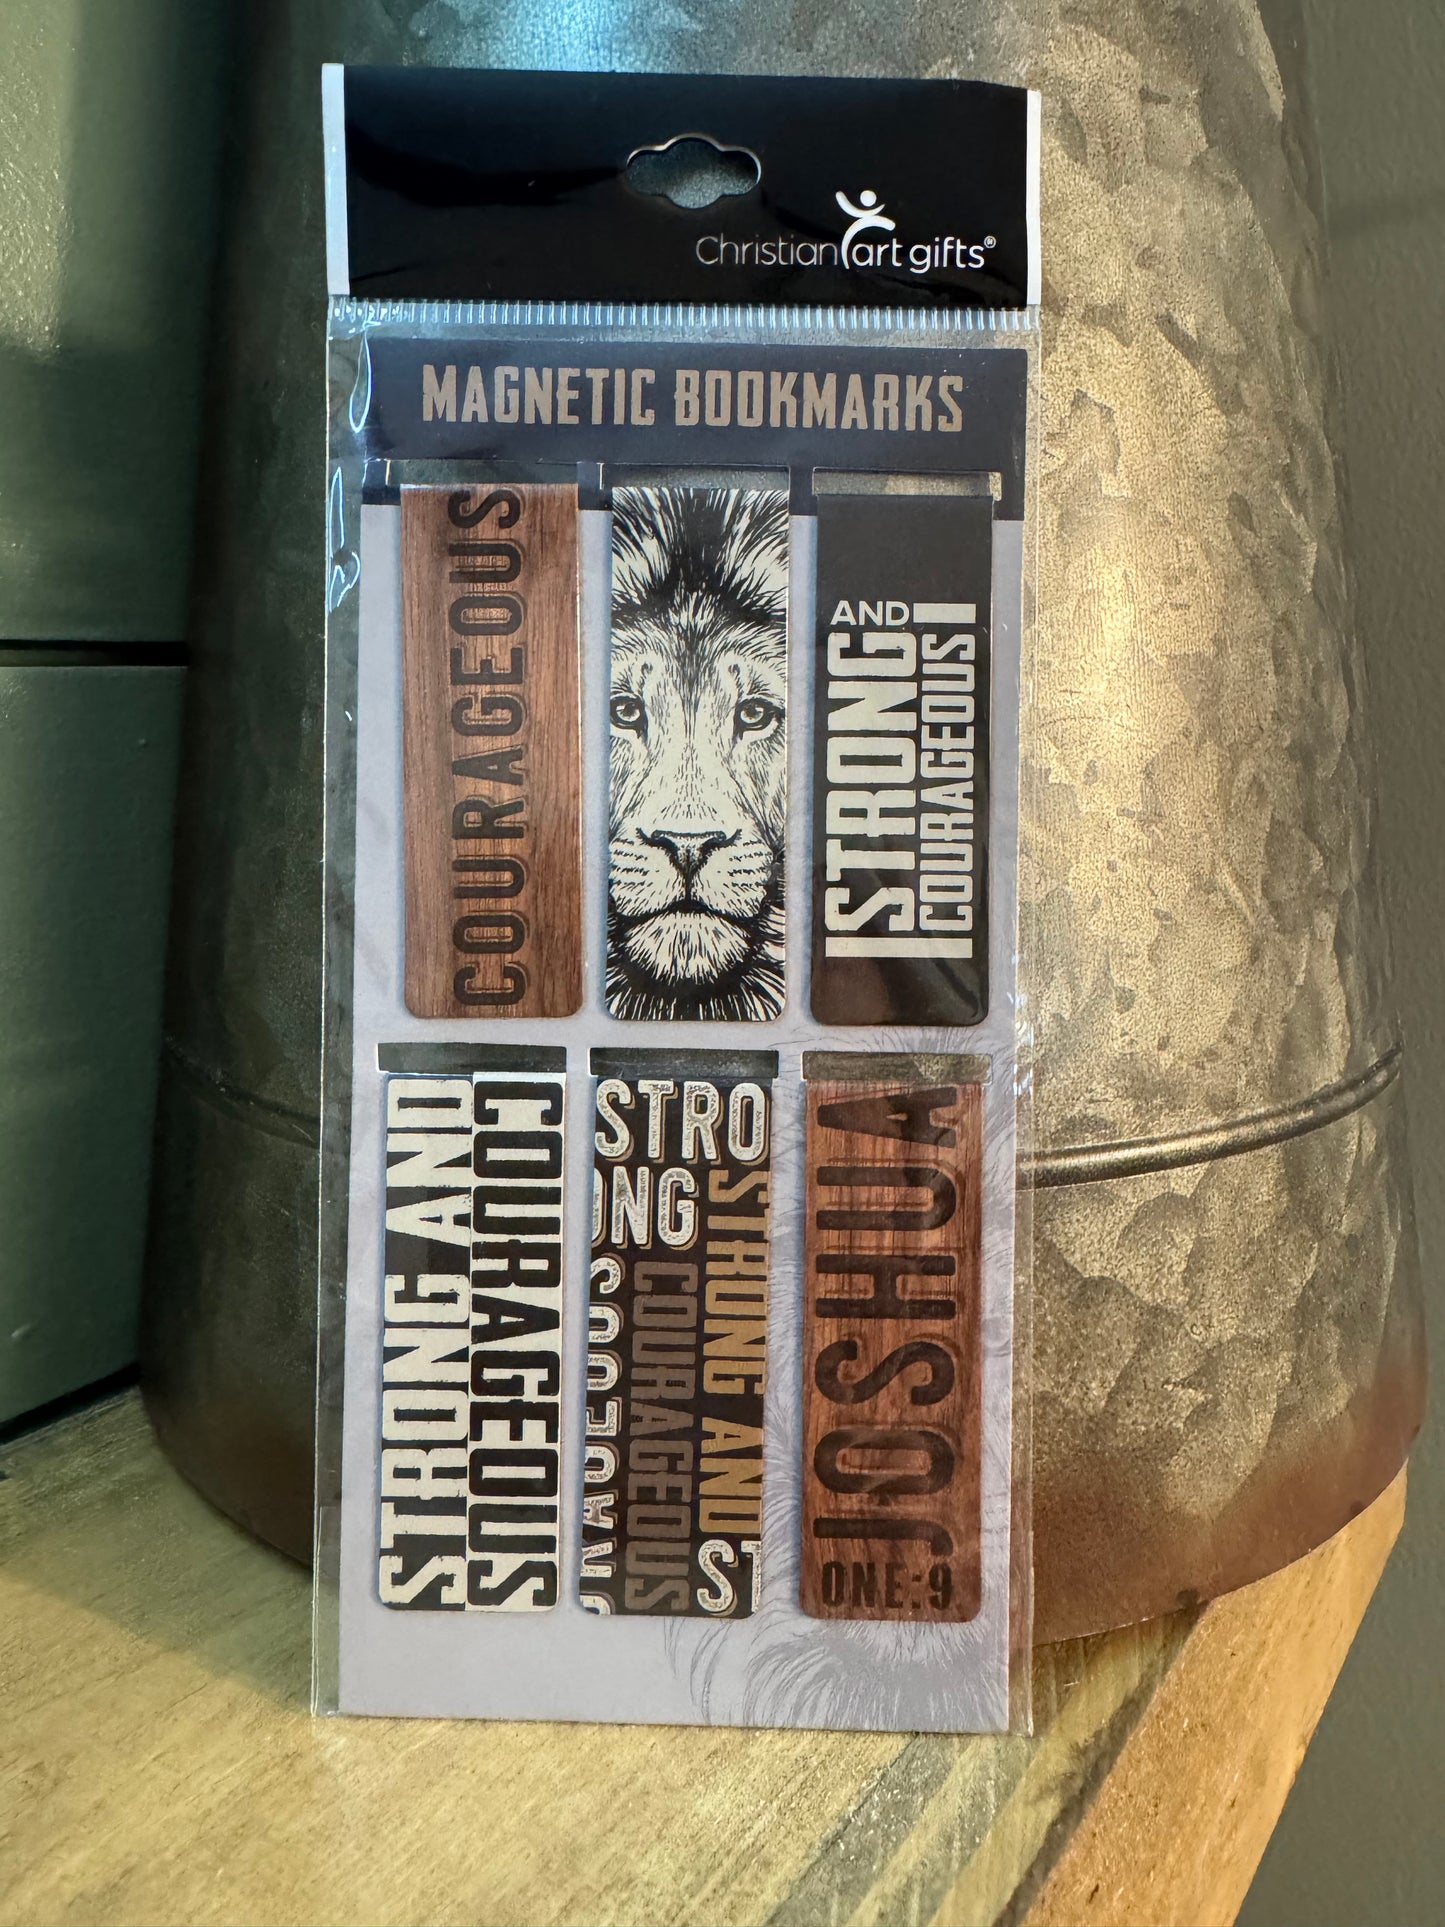 Christian art gifts®
MAGNETIC BOOKMARKS
COURAGEOUS
AND
STRONG
COURAGEOUS
STRONG AND
COURAGEOUS
STRO
ONG
STRONG AND
COURAGEOUS
JOSHUA
ONE:9